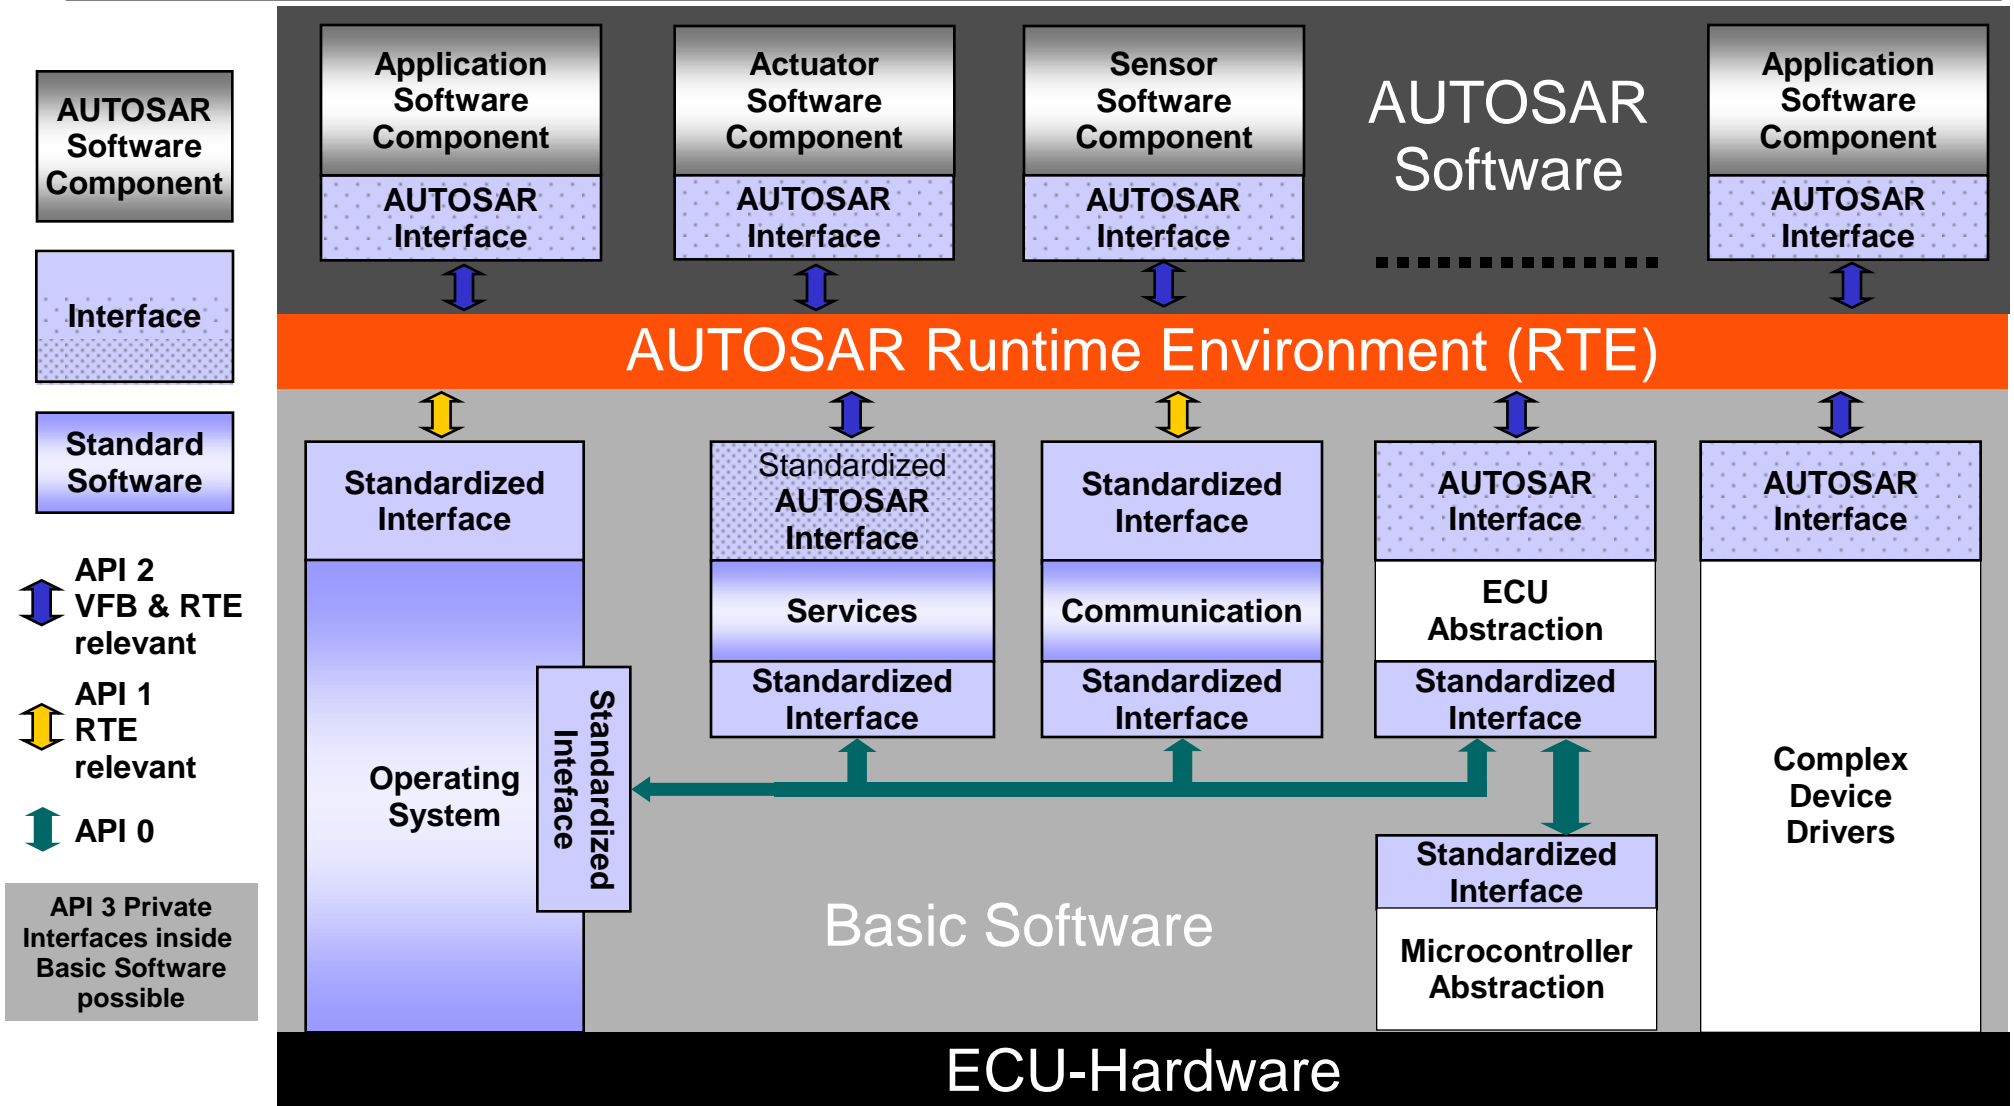 AUTOSAR
Software
Component
Interface
Standard
Software
API 2
VFB & RTE
relevant
API 1
RTE
relevant
API 0
API 3 Private
Interfaces inside
Basic Software
possible
Application
Software
Component
AUTOSAR
Interface
Actuator
Software
Component
AUTOSAR
Interface
Sensor
Software
Component
AUTOSAR
Interface
AUTOSAR
Software
Application
Software
Component
AUTOSAR
Interface
AUTOSAR Runtime Environment (RTE)
Standardized
Interface
Operating
System
Standardized
Inteface
Standardized
AUTOSAR
Interface
Services
Standardized
Interface
Standardized
Interface
Communication
Standardized
Interface
AUTOSAR
Interface
ECU
Abstraction
Standardized
Interface
Standardized
Interface
Microcontroller
Abstraction
AUTOSAR
Interface
Complex
Device
Drivers
Basic Software
ECU-Hardware